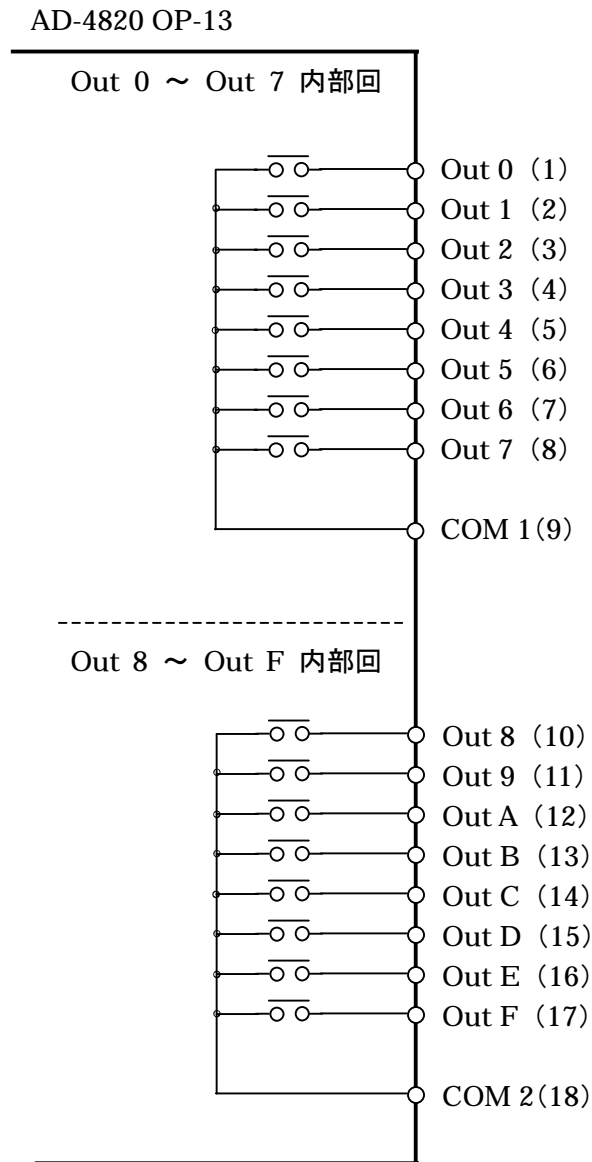 AD-4820 OP-13
Out 0 ～ Out 7 内部回
Out 0（1）
Out 1（2）
Out 2（3）
Out 3（4）
Out 4（5）
Out 5（6）
Out 6（7）
Out 7（8）
COM 1(9)
Out 8 ～ Out F 内部回
Out 8（10）
Out 9（11）
Out A（12）
Out B（13）
Out C（14）
Out D（15）
Out E（16）
Out F（17）
COM 2(18)